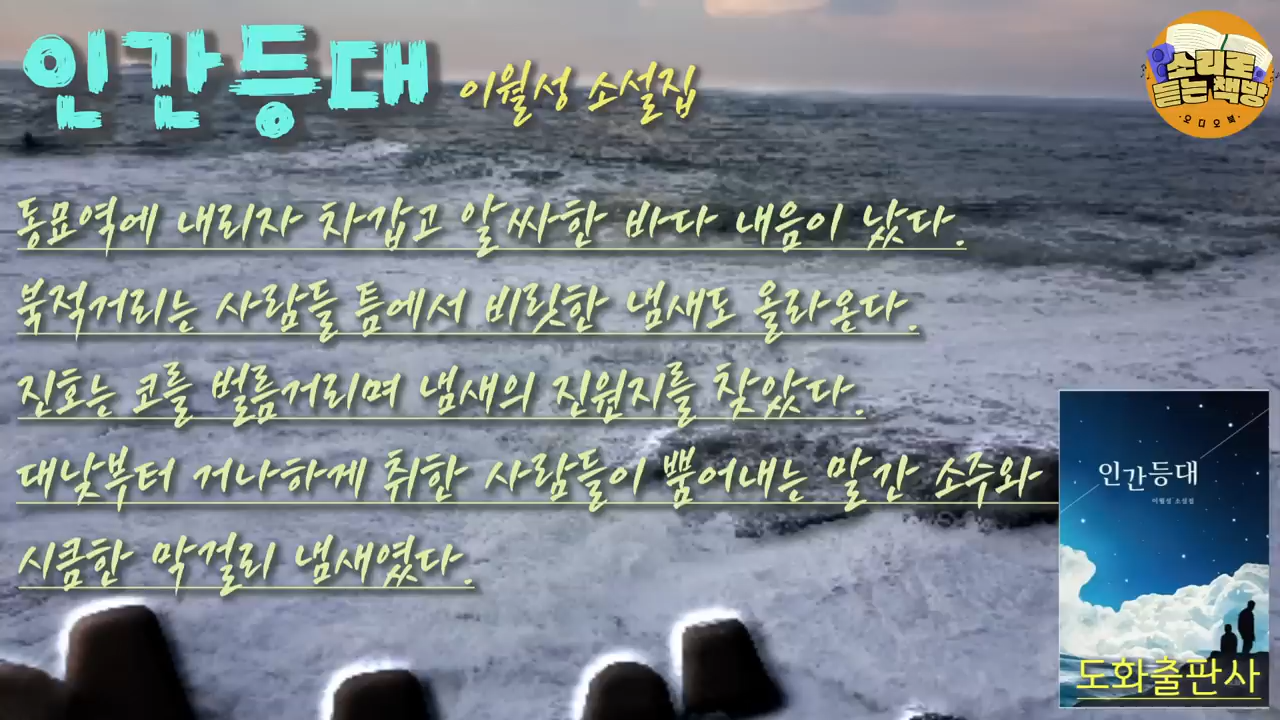 인간등대 이월성 소설집
소리로
듣는 책방
·오디오북·
동묘역에 내리자 차갑고 알싸한 바다 내음이 났다.
북적거리는 사람들 틈에서 비릿한 냄새도 올라온다.
진호는 코를 벌름거리며 냄새의 진원지를 찾았다.
대낮부터 거나하게 취한 사람들이 뿜어내는 말간 소주와
시큼한 막걸리 냄새였다.
인간등대
이월성 소설집
도화출판사